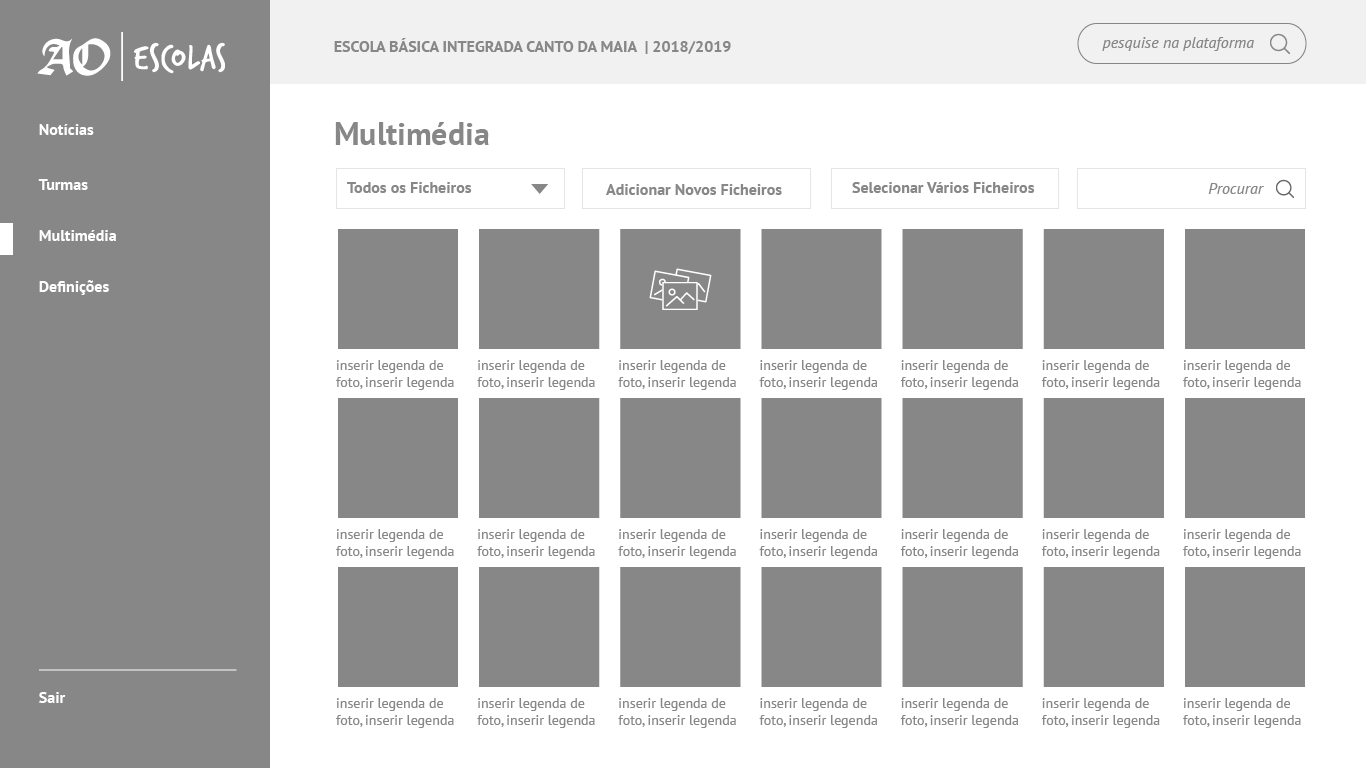 AO ESCOLAS
ESCOLA BÁSICA INTEGRADA CANTO DA MAIA | 2018/2019
pesquise na plataforma
Notícias
Turmas
Multimédia
Definições
Sair
Multimédia
Todos os Ficheiros
Adicionar Novos Ficheiros
Selecionar Vários Ficheiros
Procurar
inserir legenda de
foto, inserir legenda
inserir legenda de
foto, inserir legenda
inserir legenda de
foto, inserir legenda
inserir legenda de
foto, inserir legenda
inserir legenda de
foto, inserir legenda
inserir legenda de
foto, inserir legenda
inserir legenda de
foto, inserir legenda
inserir legenda de
foto, inserir legenda
inserir legenda de
foto, inserir legenda
inserir legenda de
foto, inserir legenda
inserir legenda de
foto, inserir legenda
inserir legenda de
foto, inserir legenda
inserir legenda de
foto, inserir legenda
inserir legenda de
foto, inserir legenda
inserir legenda de
foto, inserir legenda
inserir legenda de
foto, inserir legenda
inserir legenda de
foto, inserir legenda
inserir legenda de
foto, inserir legenda
inserir legenda de
foto, inserir legenda
inserir legenda de
foto, inserir legenda
inserir legenda de
foto, inserir legenda